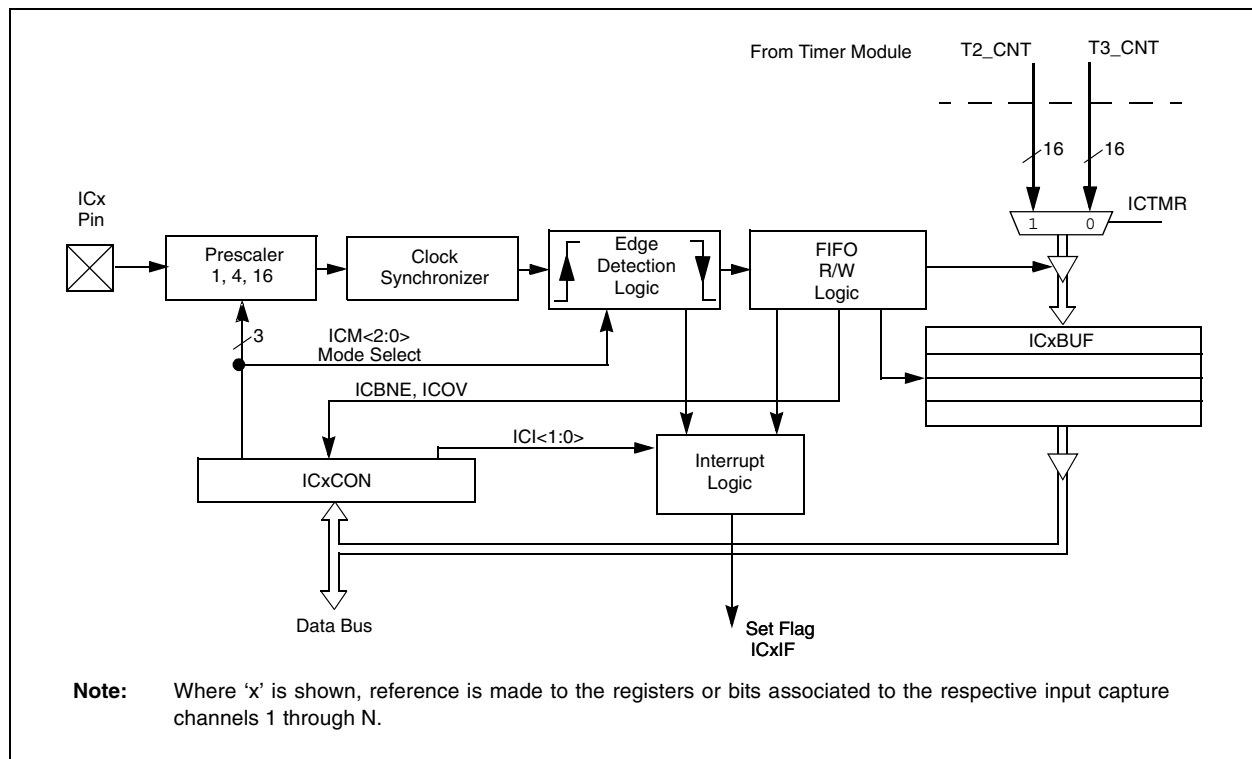 From Timer Module
T2_CNT
T3_CNT
16
16
ICx
Pin
ICTMR
1 0
Prescaler
1, 4, 16
Clock
Synchronizer
Edge
Detection
Logic
FIFO
R/W
Logic
3
ICM<2:0>
Mode Select
ICxBUF
ICBNE, ICOV
ICI<1:0>
Interrupt
Logic
ICxCON
Data Bus
Set Flag
ICxIF
Note: Where ‘x’ is shown, reference is made to the registers or bits associated to the respective input capture
channels 1 through N.